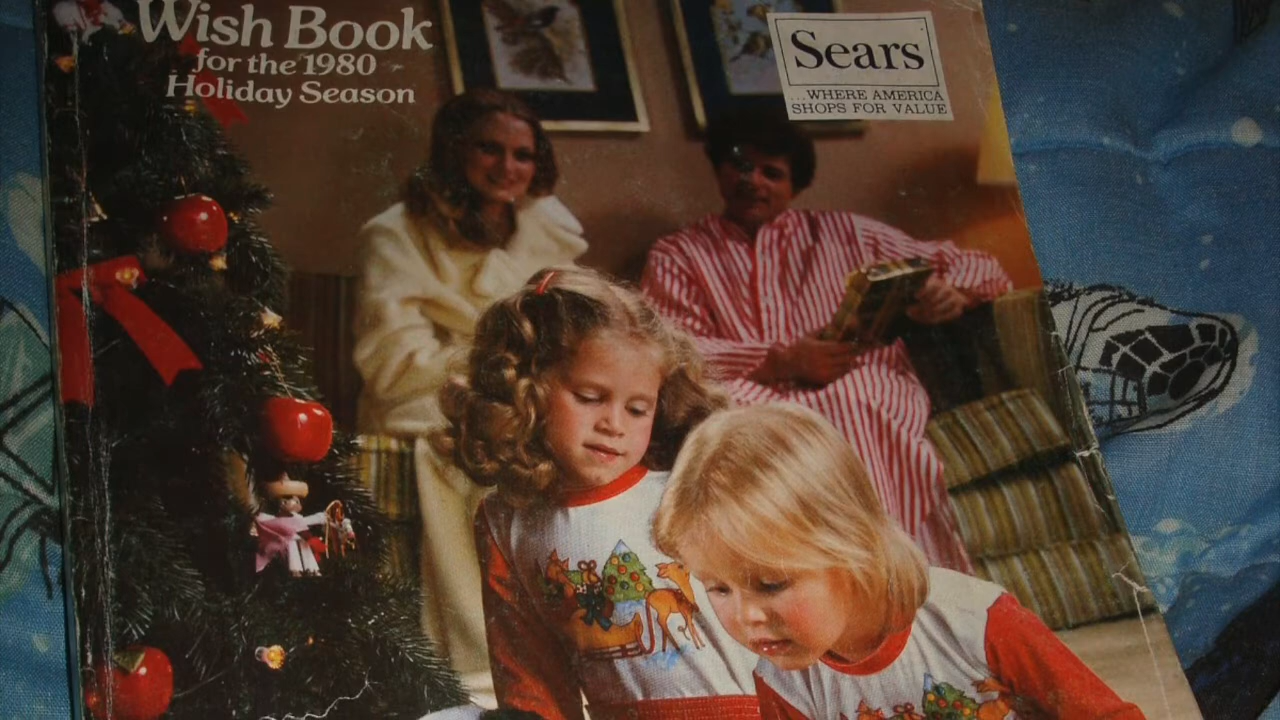 Wish Book
for the 1980
Holiday Season
Sears
...WHERE AMERICA
SHOPS FOR VALUE